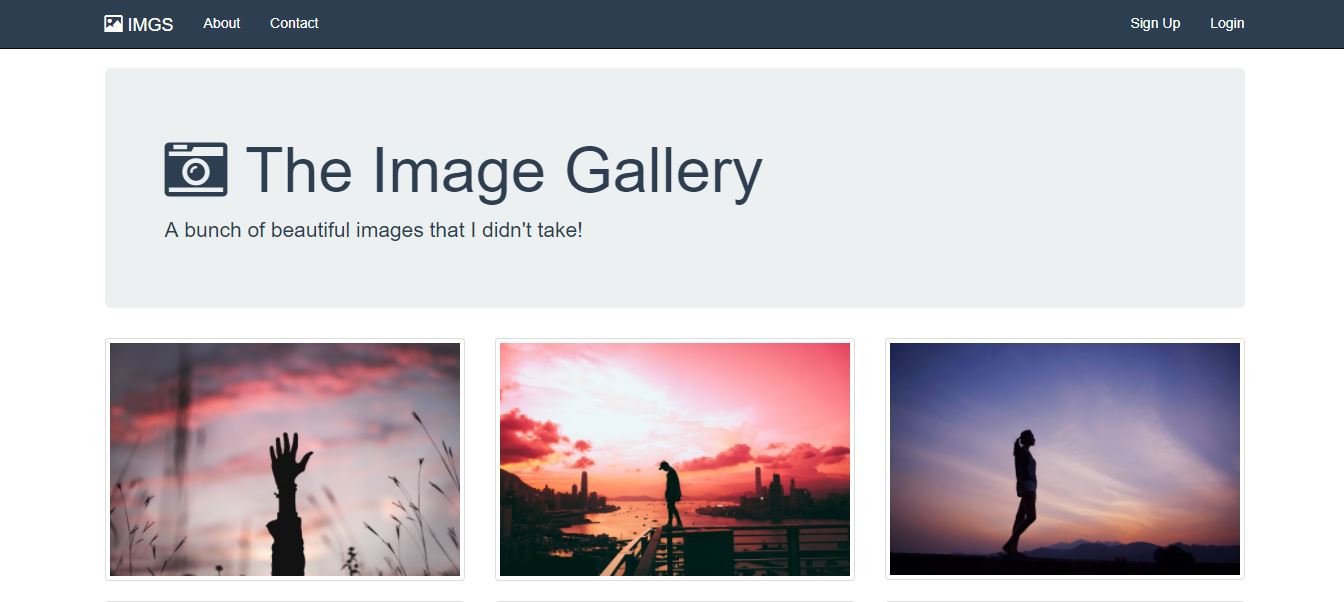 IMGS About Contact Sign Up Login
The Image Gallery
A bunch of beautiful images that I didn't take!